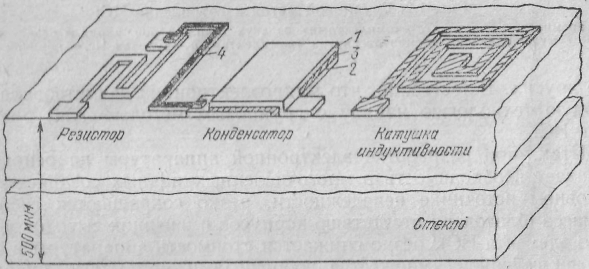 1
3
2
4
Резистор
Конденсатор
Катушка
индуктивности
500 мкм
Стекло